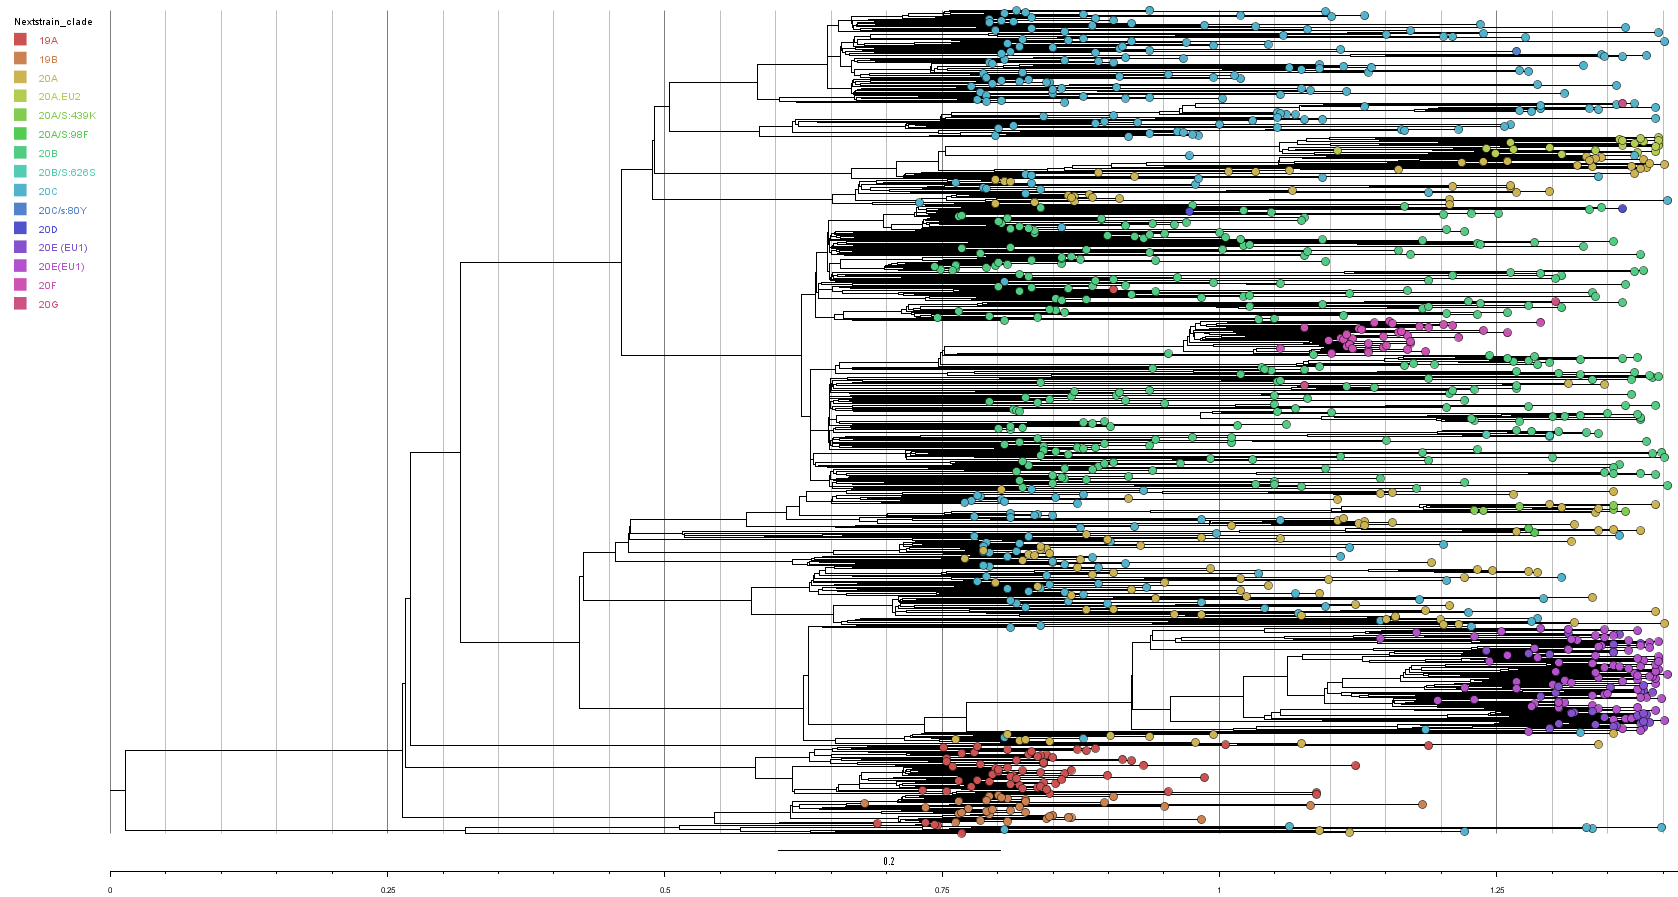 Nextstrain_clade
19A
19B
20A
20A.EU2
20A/S:439K
20A/S:98F
20B
20B/S:626S
20C
20C/s:80Y
20D
20E (EU1)
20E(EU1)
20F
20G
0.2
0
0.25
0.5
0.75
1
1.25